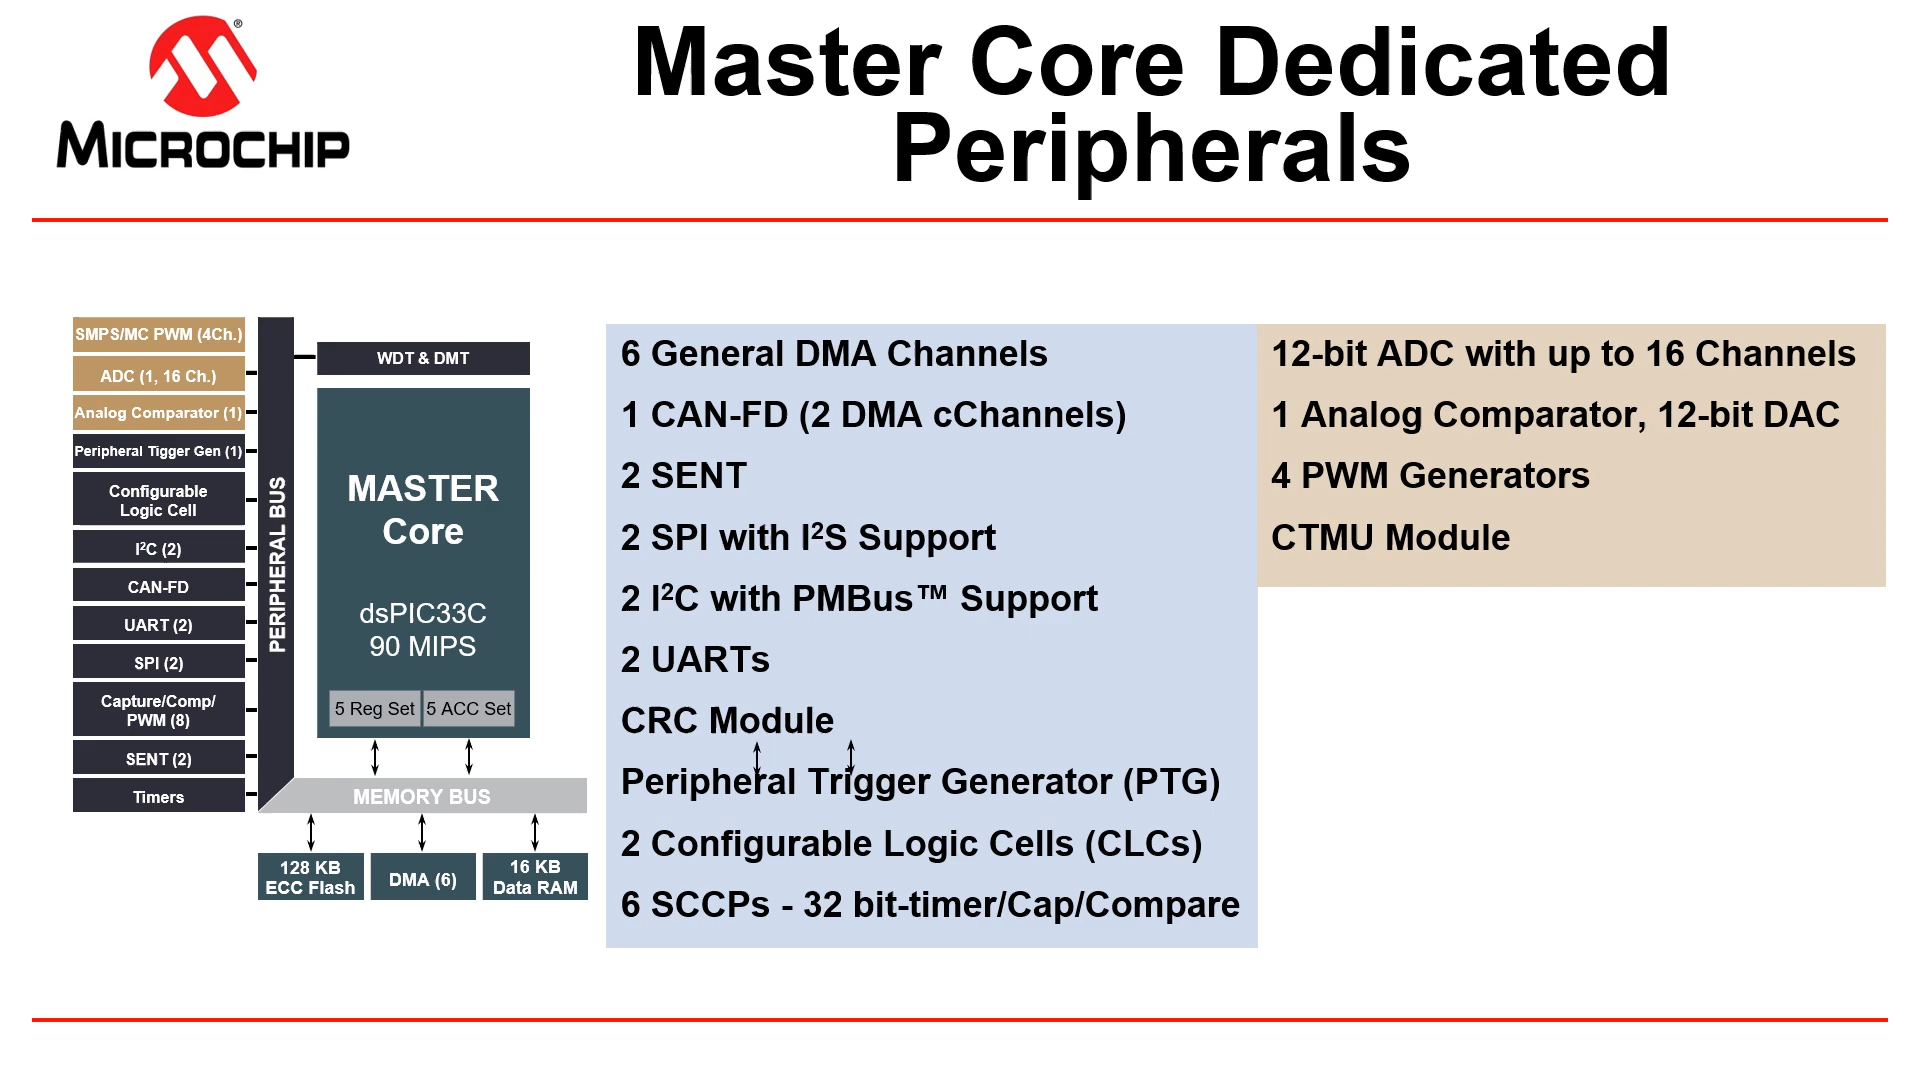 ®
MICROCHIP
Master Core Dedicated
Peripherals
SMPS/MC PWM (4Ch.)
ADC (1, 16 Ch.)
Analog Comparator (1)
Peripheral Tigger Gen (1)
Configurable
Logic Cell
I²C (2)
CAN-FD
UART (2)
SPI (2)
Capture/Comp/
PWM (8)
SENT (2)
Timers
PERIPHERAL BUS
WDT & DMT
MASTER
Core
dsPIC33C
90 MIPS
5 Reg Set
5 ACC Set
MEMORY BUS
128 KB
ECC Flash
DMA (6)
16 KB
Data RAM
6 General DMA Channels
1 CAN-FD (2 DMA cChannels)
2 SENT
2 SPI with I²S Support
2 I²C with PMBus™ Support
2 UARTs
CRC Module
Peripheral Trigger Generator (PTG)
2 Configurable Logic Cells (CLCs)
6 SCCPs - 32 bit-timer/Cap/Compare
12-bit ADC with up to 16 Channels
1 Analog Comparator, 12-bit DAC
4 PWM Generators
CTMU Module